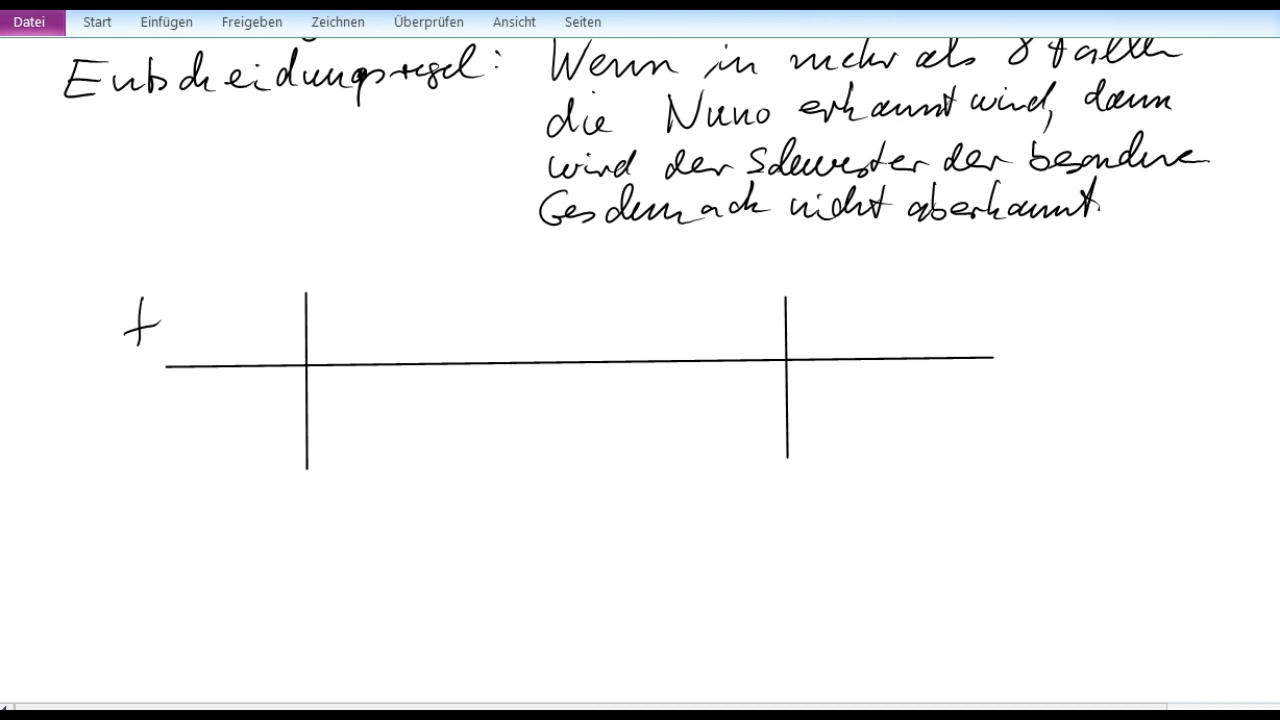 Datei Start Einfügen Freigeben Zeichnen Überprüfen Ansicht Seiten
Entscheidungsregel: Wenn in mehr als 8 Fällen
die Nuno erkannt wird, dann
wird der Schwester der besondere
Geschmack nicht aberkannt.
+